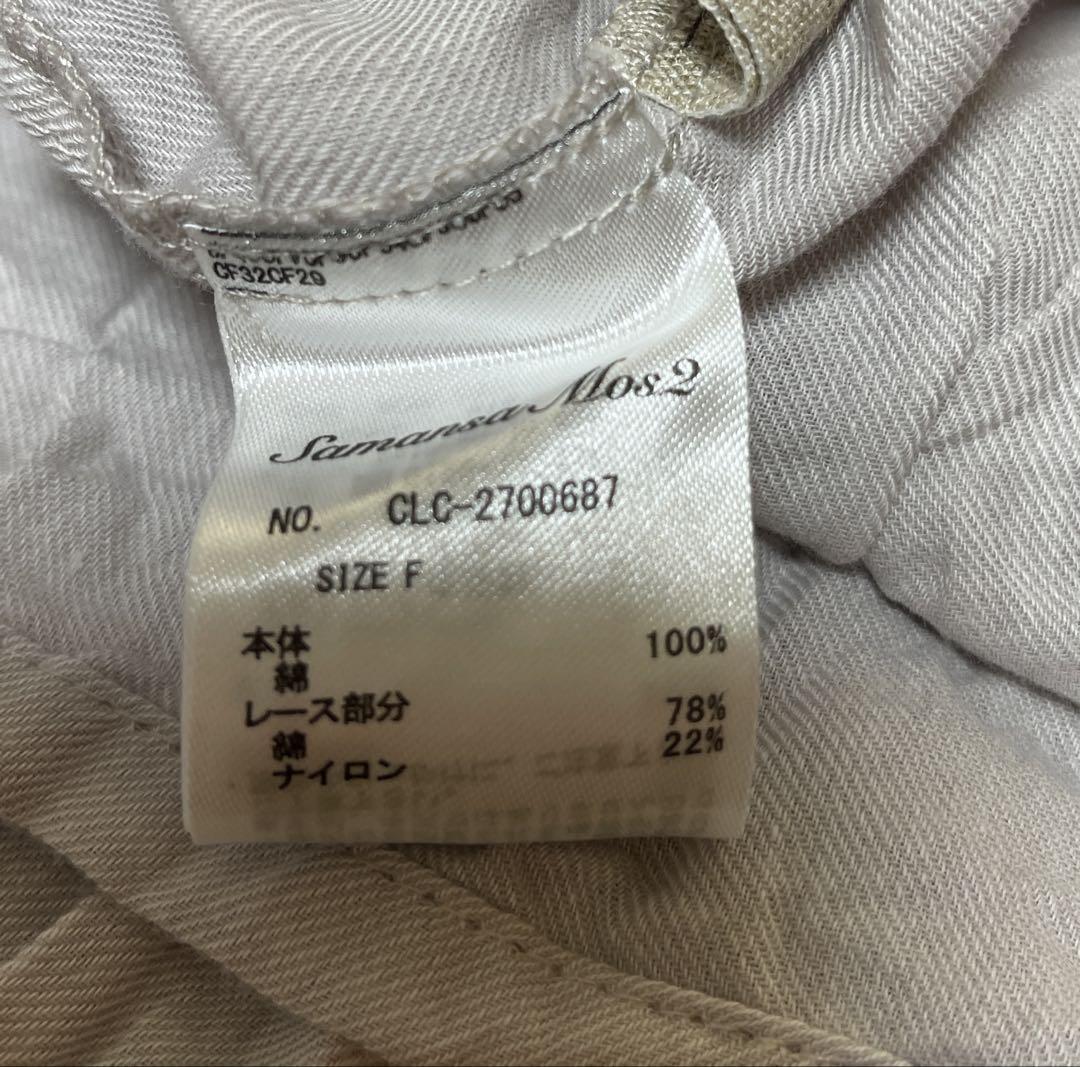 CF32CF29
Samansa Mos2
NO. CLC-2700687
SIZE F
本体 100%
綿
レース部分
綿 78%
ナイロン 22%